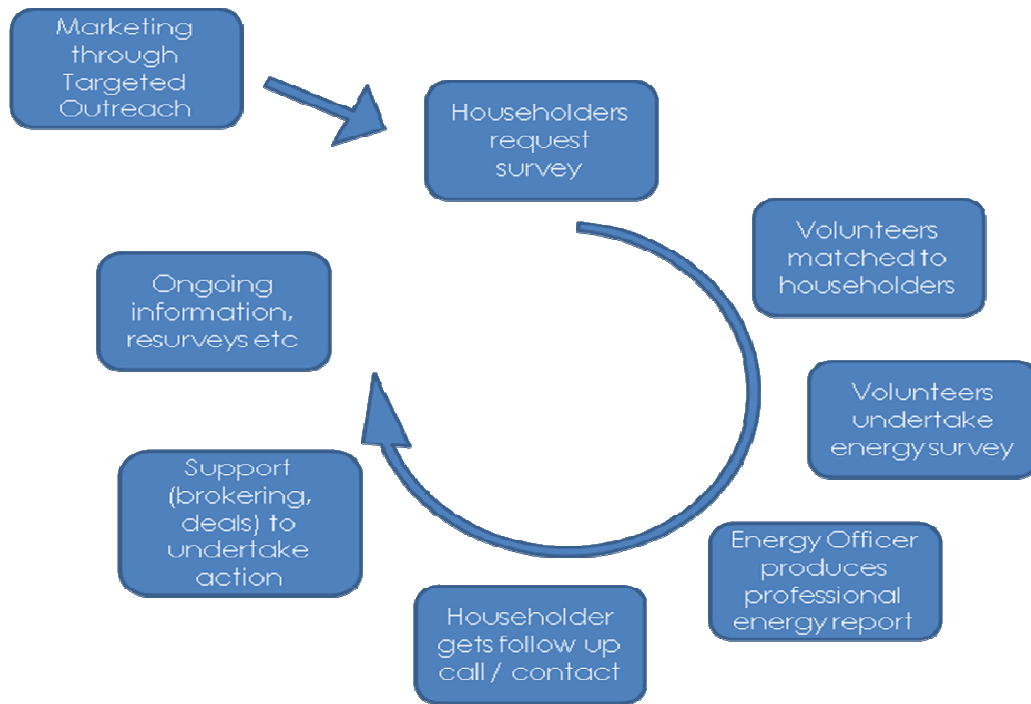 Marketing
through
Targeted
Outreach
Householders
request
survey
Volunteers
matched to
householders
Volunteers
undertake
energy survey
Energy Officer
produces
professional
energy report
Householder
gets follow up
call / contact
Support
(brokering,
deals) to
undertake
action
Ongoing
information,
resurveys etc